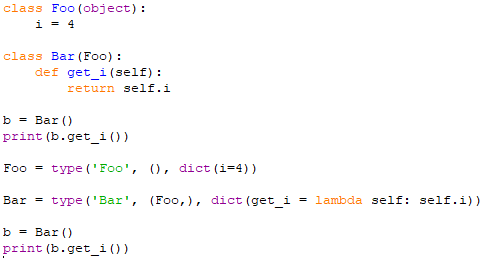 class Foo(object):
    i = 4

class Bar(Foo):
    def get_i(self):
        return self.i

b = Bar()
print(b.get_i())

Foo = type('Foo', (), dict(i=4))

Bar = type('Bar', (Foo,), dict(get_i = lambda self: self.i))

b = Bar()
print(b.get_i())